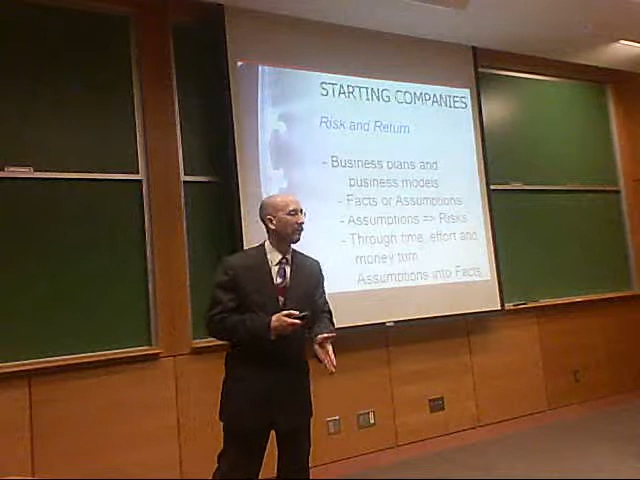 STARTING COMPANIES
Risk and Return
- Business plans and
business models
- Facts or Assumptions
- Assumptions => Risks
- Through time, effort and
money turn
Assumptions into Facts